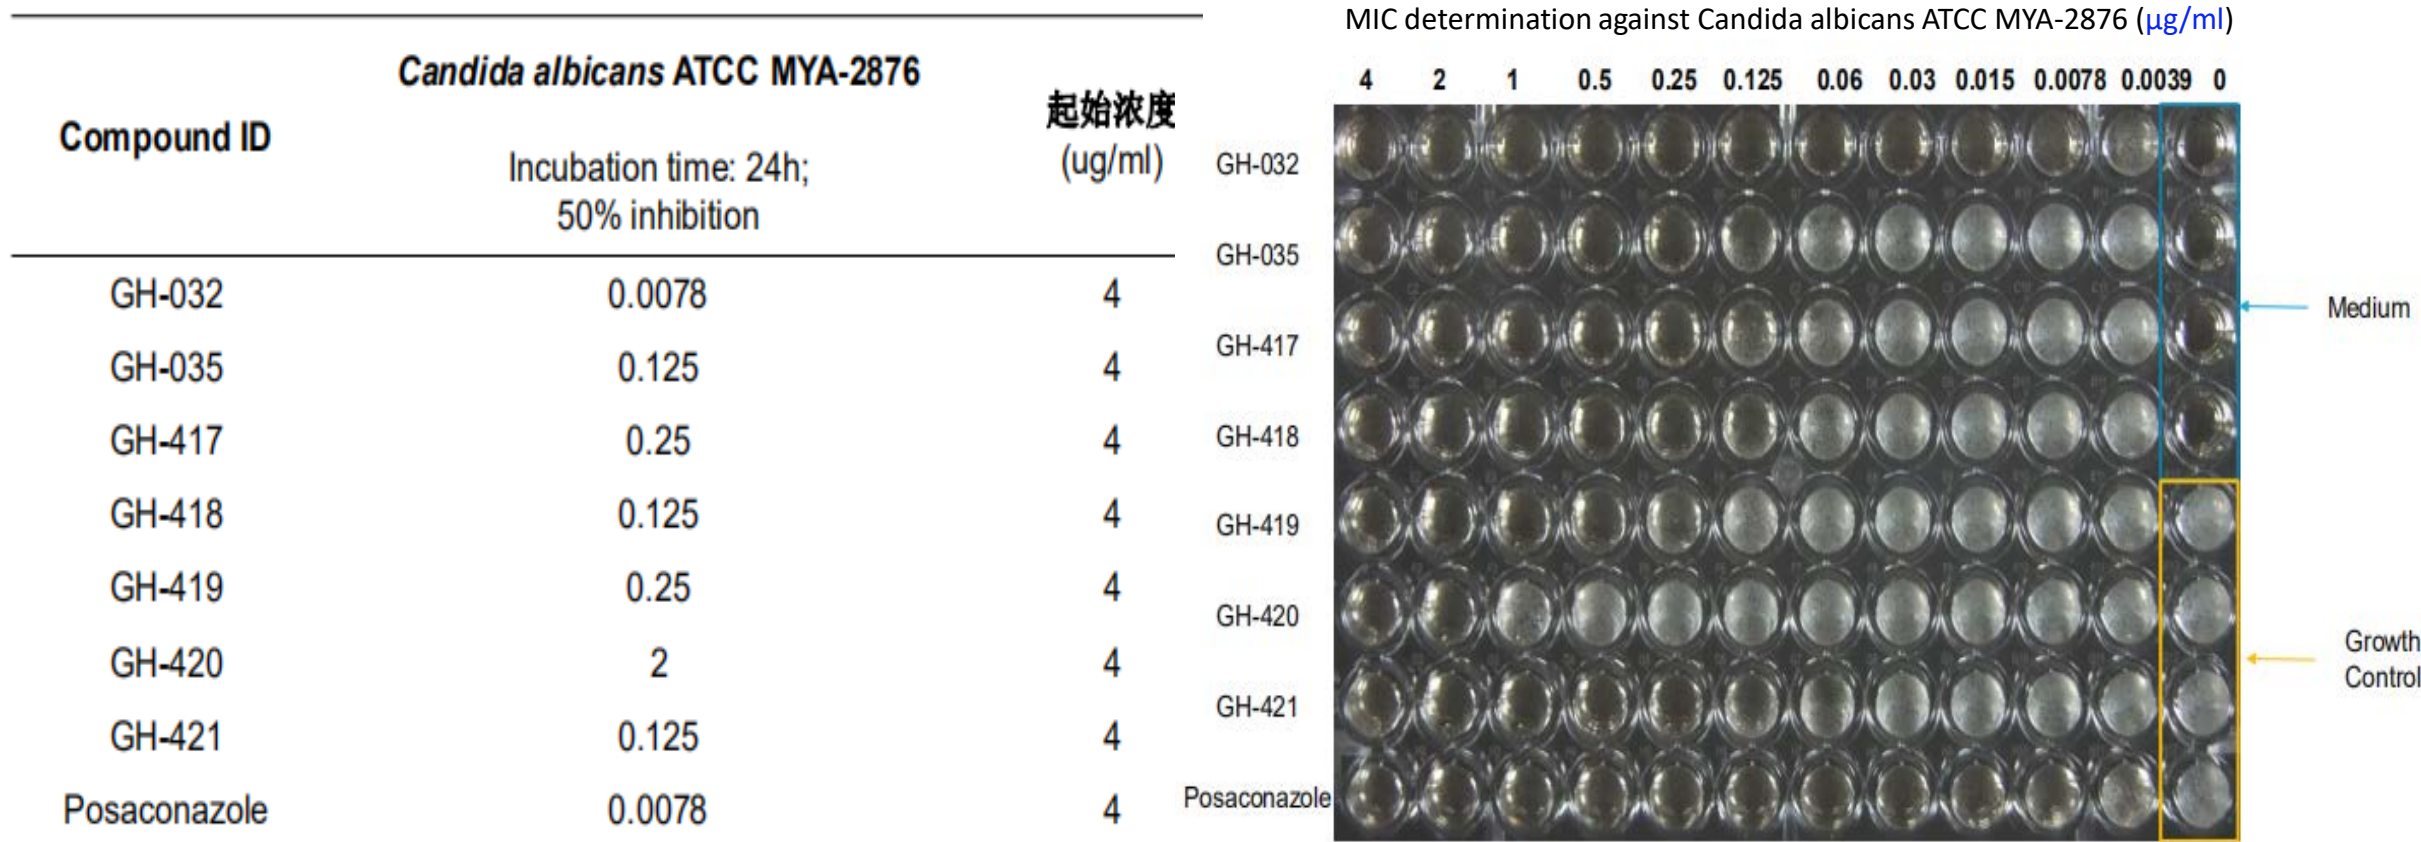 Candida albicans ATCC MYA-2876
Compound ID
起始浓度
(ug/ml)
Incubation time: 24h;
50% inhibition
GH-032 0.0078 4
GH-035 0.125 4
GH-417 0.25 4
GH-418 0.125 4
GH-419 0.25 4
GH-420 2 4
GH-421 0.125 4
Posaconazole 0.0078 4
MIC determination against Candida albicans ATCC MYA-2876 (µg/ml)
4 2 1 0.5 0.25 0.125 0.06 0.03 0.015 0.0078 0.0039 0
GH-032
GH-035
GH-417
GH-418
GH-419
GH-420
GH-421
Posaconazole
Medium
Growth
Control